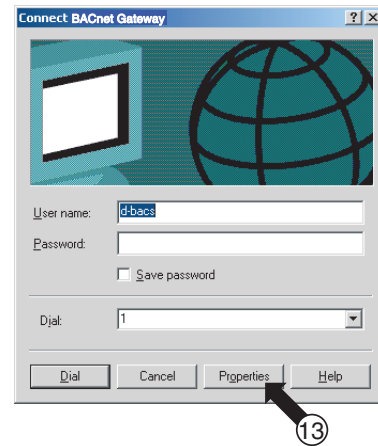 Connect BACnet Gateway ? ×
User name: d-bacs
Password:
Save password
Dial: 1
Dial Cancel Properties Help
13